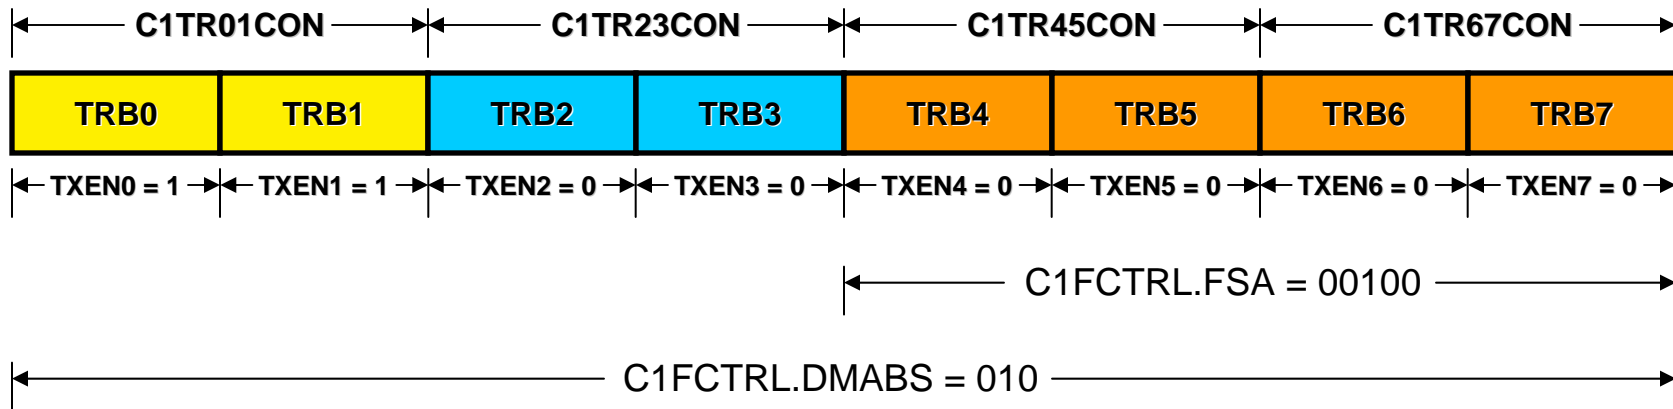 C1TR01CON C1TR23CON C1TR45CON C1TR67CON
TRB0 TRB1 TRB2 TRB3 TRB4 TRB5 TRB6 TRB7
TXEN0 = 1 TXEN1 = 1 TXEN2 = 0 TXEN3 = 0 TXEN4 = 0 TXEN5 = 0 TXEN6 = 0 TXEN7 = 0
C1FCTRL.FSA = 00100
C1FCTRL.DMABS = 010